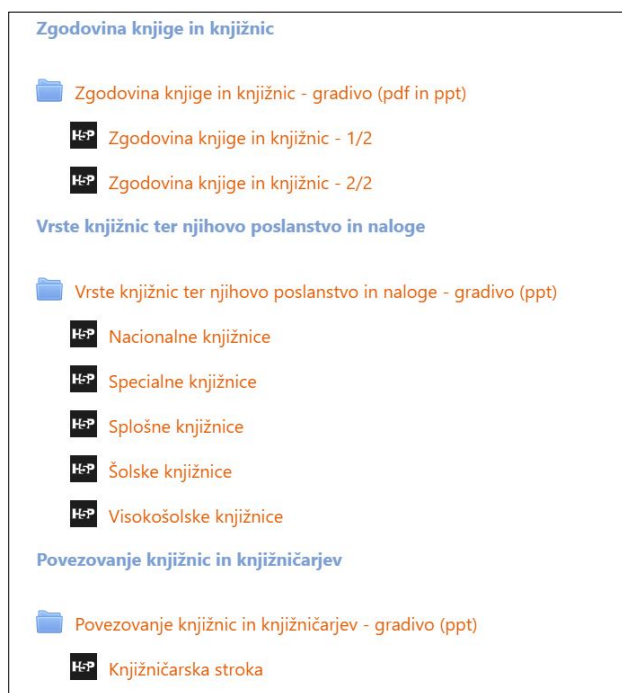 Zgodovina knjige in knjižnic
Zgodovina knjige in knjižnic - gradivo (pdf in ppt)
H5P Zgodovina knjige in knjižnic - 1/2
H5P Zgodovina knjige in knjižnic - 2/2
Vrste knjižnic ter njihovo poslanstvo in naloge
Vrste knjižnic ter njihovo poslanstvo in naloge - gradivo (ppt)
H5P Nacionalne knjižnice
H5P Specialne knjižnice
H5P Splošne knjižnice
H5P Šolske knjižnice
H5P Visokošolske knjižnice
Povezovanje knjižnic in knjižničarjev
Povezovanje knjižnic in knjižničarjev - gradivo (ppt)
H5P Knjižničarska stroka